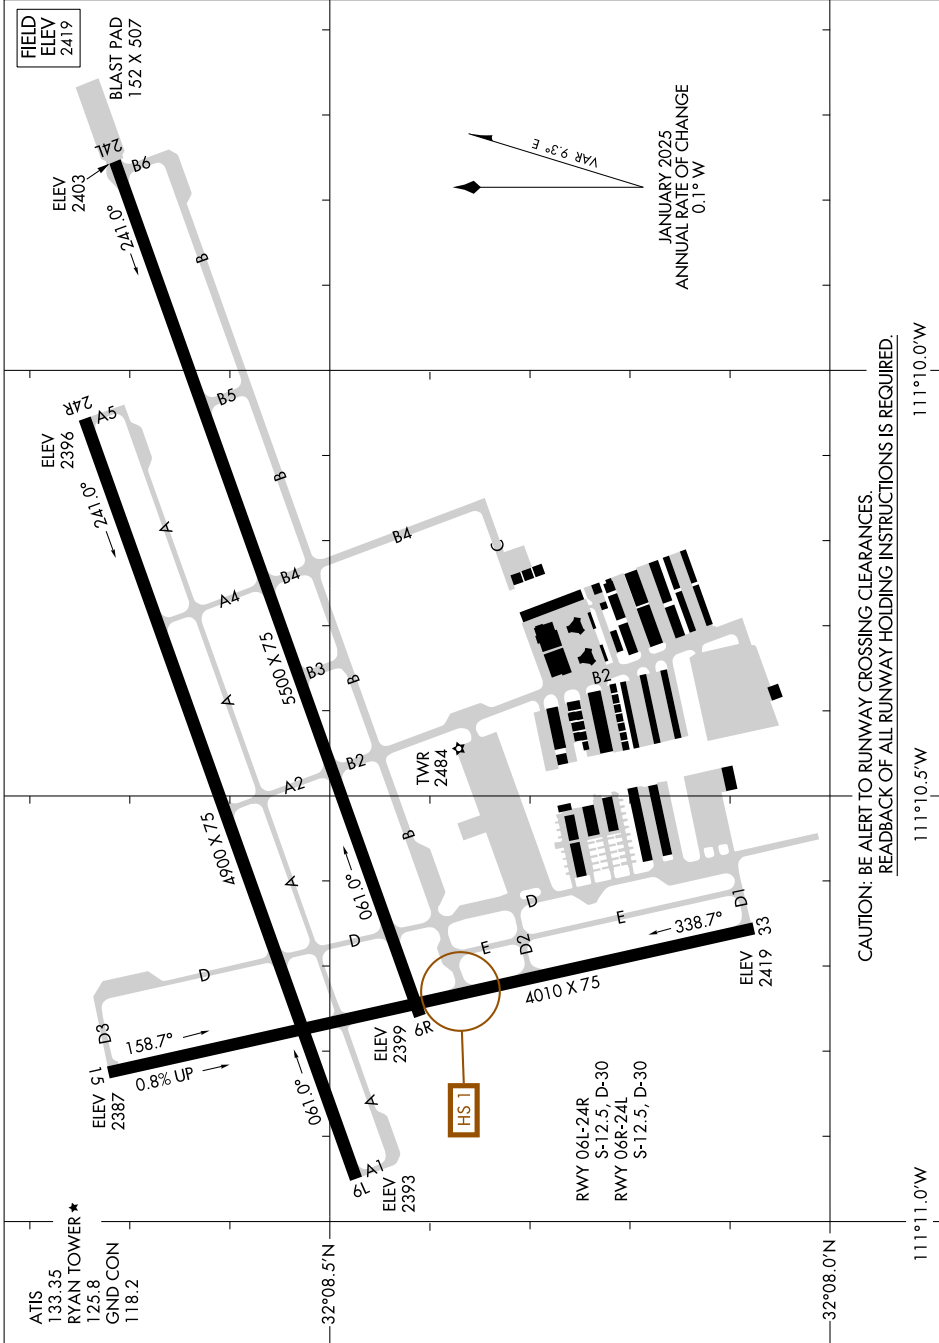 FIELD
ELEV
2419
BLAST PAD
152 X 507
24L
ELEV
2403
B6
241.0°
B
VAR 9.3° E
JANUARY 2025
ANNUAL RATE OF CHANGE
0.1° W
24R
A5
ELEV
2396
241.0°
B5
A
B
B4
C
A4
B4
5500 X 75
B3
B
A
B2
TWR
2484
B2
A2
4900 X 75
B
A
061.0°
D
E
D1
D
D
D2
E
338.7°
33
ELEV
2419
4010 X 75
D3
158.7°
0.8% UP
15
ELEV
2387
ELEV
2399
6R
061.0°
A
HS 1
6L
A1
ELEV
2393
RWY 06L-24R
S-12.5, D-30
RWY 06R-24L
S-12.5, D-30
ATIS
133.35
RYAN TOWER
125.8
GND CON
118.2
32°08.5'N
32°08.0'N
111°10.0'W
111°10.5'W
111°11.0'W
CAUTION: BE ALERT TO RUNWAY CROSSING CLEARANCES.
READBACK OF ALL RUNWAY HOLDING INSTRUCTIONS IS REQUIRED.